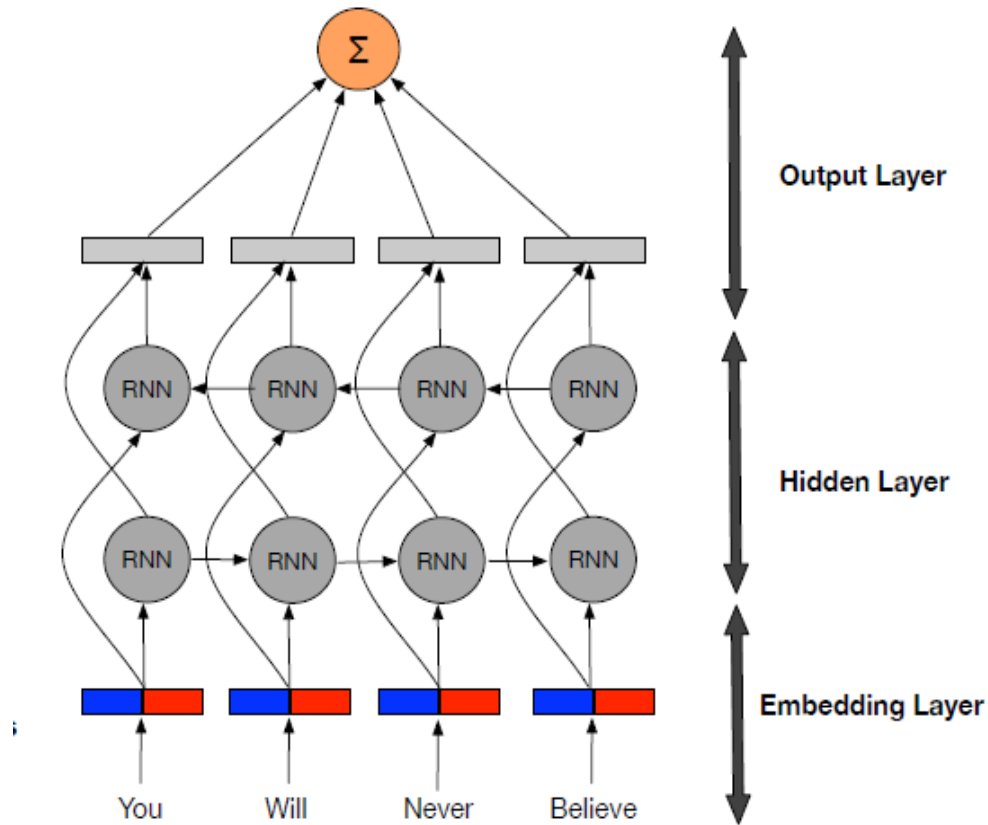 Σ
Output Layer
RNN RNN RNN RNN
Hidden Layer
RNN RNN RNN RNN
Embedding Layer
s
You Will Never Believe